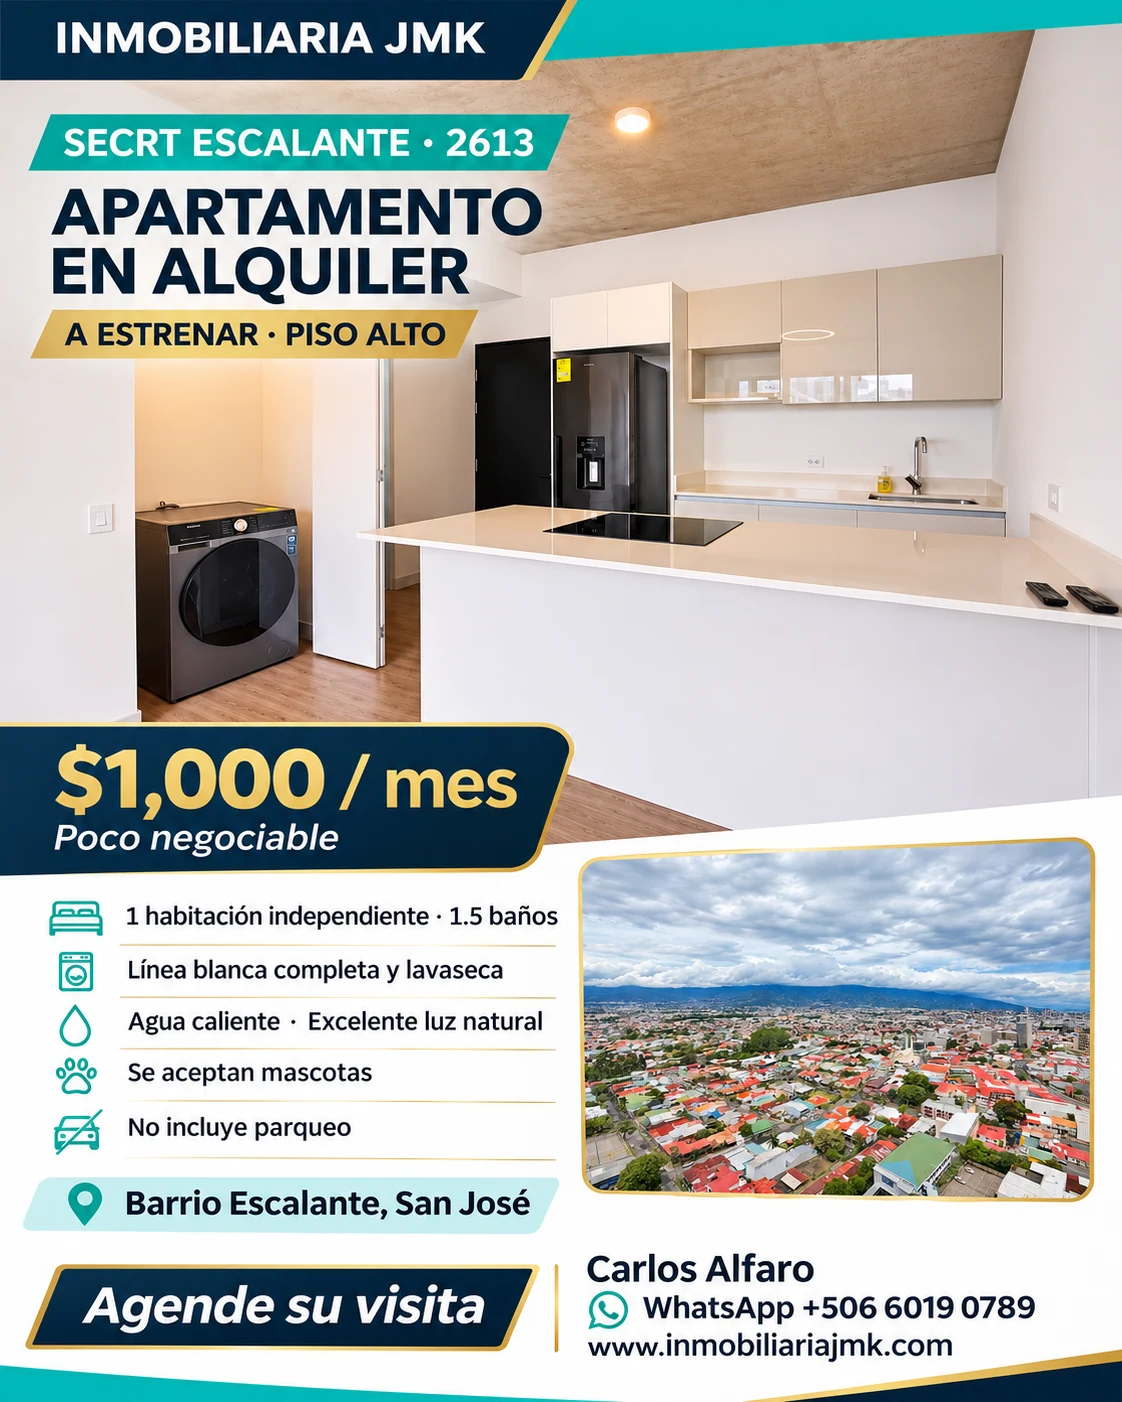 INMOBILIARIA JMK
SECRT ESCALANTE · 2613
APARTAMENTO
EN ALQUILER
A ESTRENAR · PISO ALTO
$1,000 / mes
Poco negociable
1 habitación independiente · 1.5 baños
Línea blanca completa y lavaseca
Agua caliente · Excelente luz natural
Se aceptan mascotas
No incluye parqueo
Barrio Escalante, San José
Agende su visita
Carlos Alfaro
WhatsApp +506 6019 0789
www.inmobiliariajmk.com